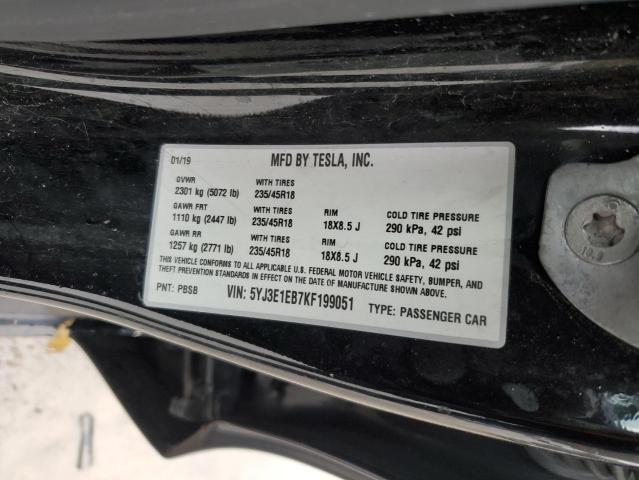 01/19 MFD BY TESLA, INC.
GVWR WITH TIRES
2301 kg (5072 lb) 235/45R18
GAWR FRT WITH TIRES RIM COLD TIRE PRESSURE
1110 kg (2447 lb) 235/45R18 18X8.5 J 290 kPa, 42 psi
GAWR RR WITH TIRES RIM COLD TIRE PRESSURE
1257 kg (2771 lb) 235/45R18 18X8.5 J 290 kPa, 42 psi
THIS VEHICLE CONFORMS TO ALL APPLICABLE U.S. FEDERAL MOTOR VEHICLE SAFETY, BUMPER, AND
THEFT PREVENTION STANDARDS IN EFFECT ON THE DATE OF MANUFACTURE SHOWN ABOVE.
PNT: PBSB VIN: 5YJ3E1EB7KF199051 TYPE: PASSENGER CAR
10.9